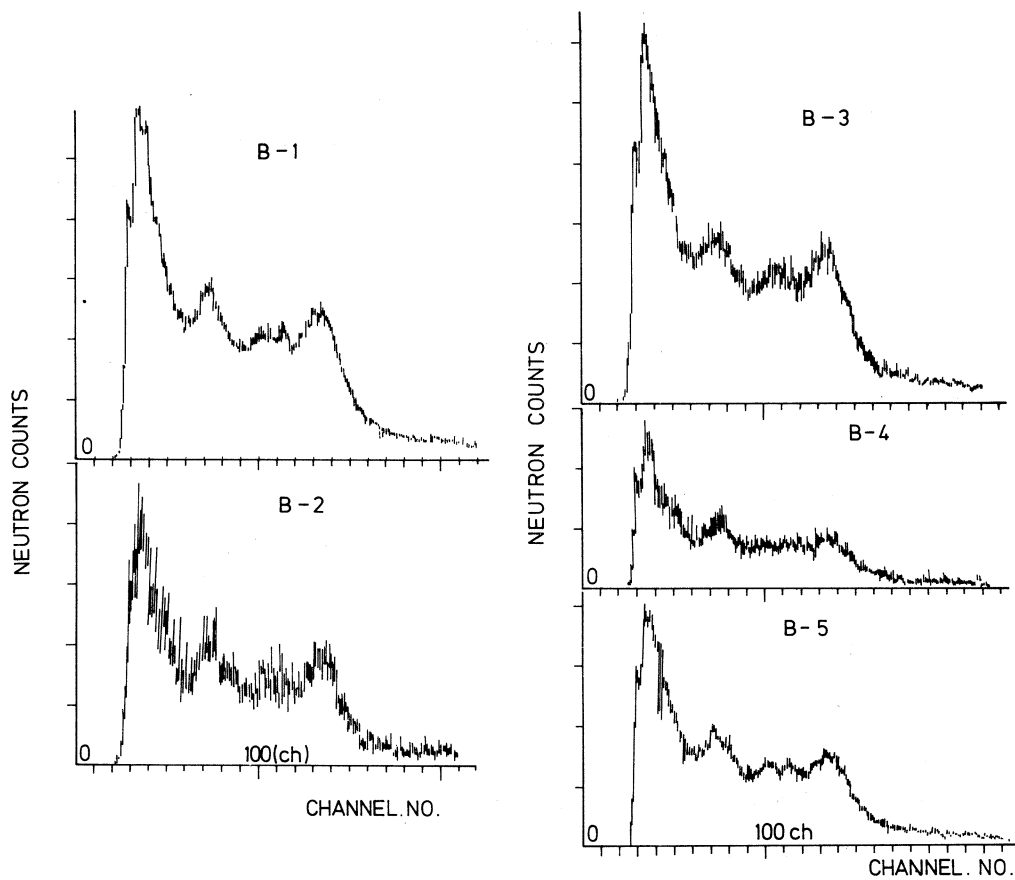 B-1
0
NEUTRON COUNTS
B-2
0
100(ch)
CHANNEL.NO.
B-3
0
NEUTRON COUNTS
B-4
0
B-5
0
100 ch
CHANNEL. NO.